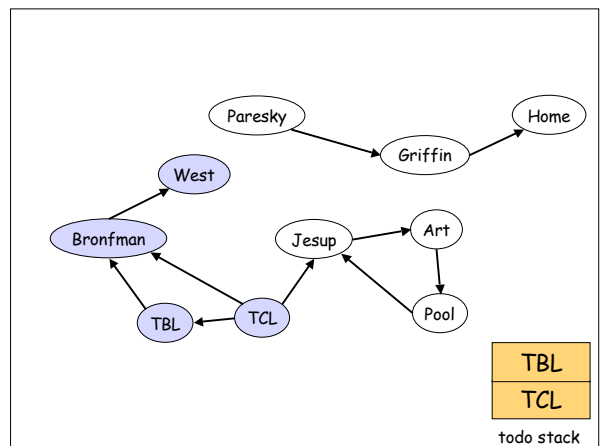 Paresky
Home
Griffin
West
Bronfman
Jesup
Art
TBL
TCL
Pool
TBL
TCL
todo stack